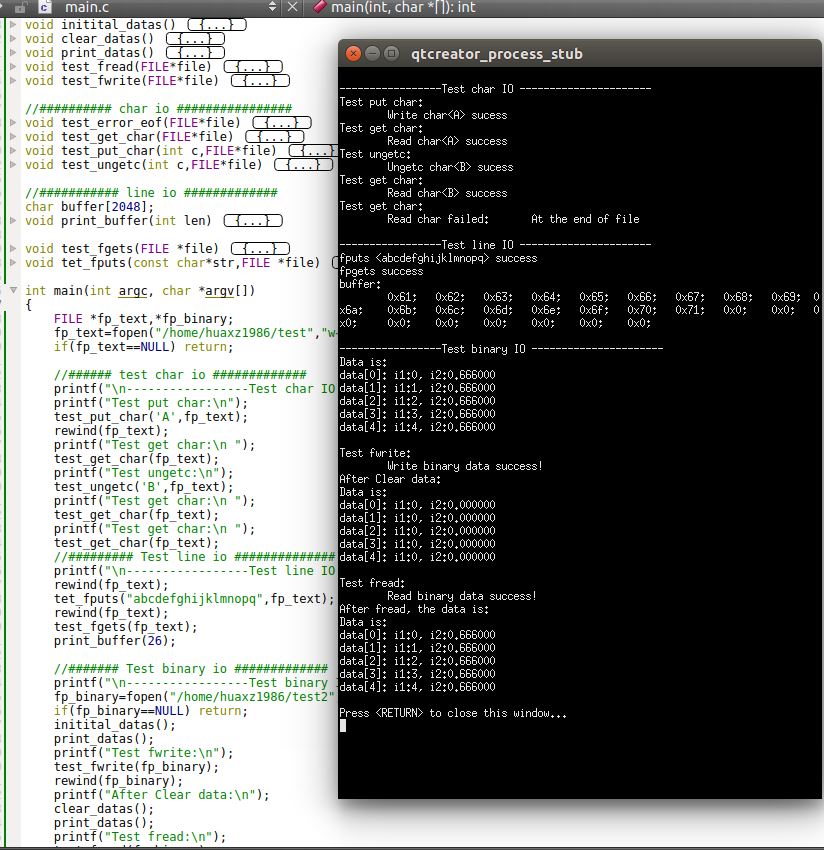 main.c
main(int, char *[]): int
void initital_datas() {...}
void clear_datas() {...}
void print_datas() {...}
void test_fread(FILE*file) {...}
void test_fwrite(FILE*file) {...}
//########## char io ################
void test_error_eof(FILE*file) {...}
void test_get_char(FILE*file) {...}
void test_put_char(int c,FILE*file) {...}
void test_ungetc(int c,FILE*file) {...}
//########### line io #############
char buffer[2048];
void print_buffer(int len) {...}
void test_fgets(FILE *file) {...}
void tet_fputs(const char*str,FILE *file)
int main(int argc, char *argv[])
{
FILE *fp_text,*fp_binary;
fp_text=fopen("/home/huaxz1986/test","w
if(fp_text==NULL) return;
//###### test char io #############
printf("\n-----------------Test char IO
printf("Test put char:\n");
test_put_char('A',fp_text);
rewind(fp_text);
printf("Test get char:\n ");
test_get_char(fp_text);
printf("Test ungetc:\n");
test_ungetc('B',fp_text);
printf("Test get char:\n ");
test_get_char(fp_text);
printf("Test get char:\n ");
test_get_char(fp_text);
//######### Test line io #############
printf("\n-----------------Test line IO
rewind(fp_text);
tet_fputs("abcdefghijklmnopq",fp_text);
rewind(fp_text);
test_fgets(fp_text);
print_buffer(26);
//####### Test binary io #############
printf("\n-----------------Test binary
fp_binary=fopen("/home/huaxz1986/test2"
if(fp_binary==NULL) return;
initital_datas();
print_datas();
printf("Test fwrite:\n");
test_fwrite(fp_binary);
rewind(fp_binary);
printf("After Clear data:\n");
clear_datas();
print_datas();
printf("Test fread:\n");
qtcreator_process_stub
-----------------Test char IO ----------------------
Test put char:
Write char<A> sucess
Test get char:
Read char<A> success
Test ungetc:
Ungetc char<B> sucess
Test get char:
Read char<B> success
Test get char:
Read char failed: At the end of file
-----------------Test line IO ----------------------
fputs <abcdefghijklmnopq> success
fpgets success
buffer:
0x61; 0x62; 0x63; 0x64; 0x65; 0x66; 0x67; 0x68; 0x69; 0
x6a; 0x6b; 0x6c; 0x6d; 0x6e; 0x6f; 0x70; 0x71; 0x0; 0x0; 0
x0; 0x0; 0x0; 0x0; 0x0; 0x0;
-----------------Test binary IO ----------------------
Data is:
data[0]: i1:0, i2:0.666000
data[1]: i1:1, i2:0.666000
data[2]: i1:2, i2:0.666000
data[3]: i1:3, i2:0.666000
data[4]: i1:4, i2:0.666000
Test fwrite:
Write binary data success!
After Clear data:
Data is:
data[0]: i1:0, i2:0.000000
data[1]: i1:0, i2:0.000000
data[2]: i1:0, i2:0.000000
data[3]: i1:0, i2:0.000000
data[4]: i1:0, i2:0.000000
Test fread:
Read binary data success!
After fread, the data is:
Data is:
data[0]: i1:0, i2:0.666000
data[1]: i1:1, i2:0.666000
data[2]: i1:2, i2:0.666000
data[3]: i1:3, i2:0.666000
data[4]: i1:4, i2:0.666000
Press <RETURN> to close this window...